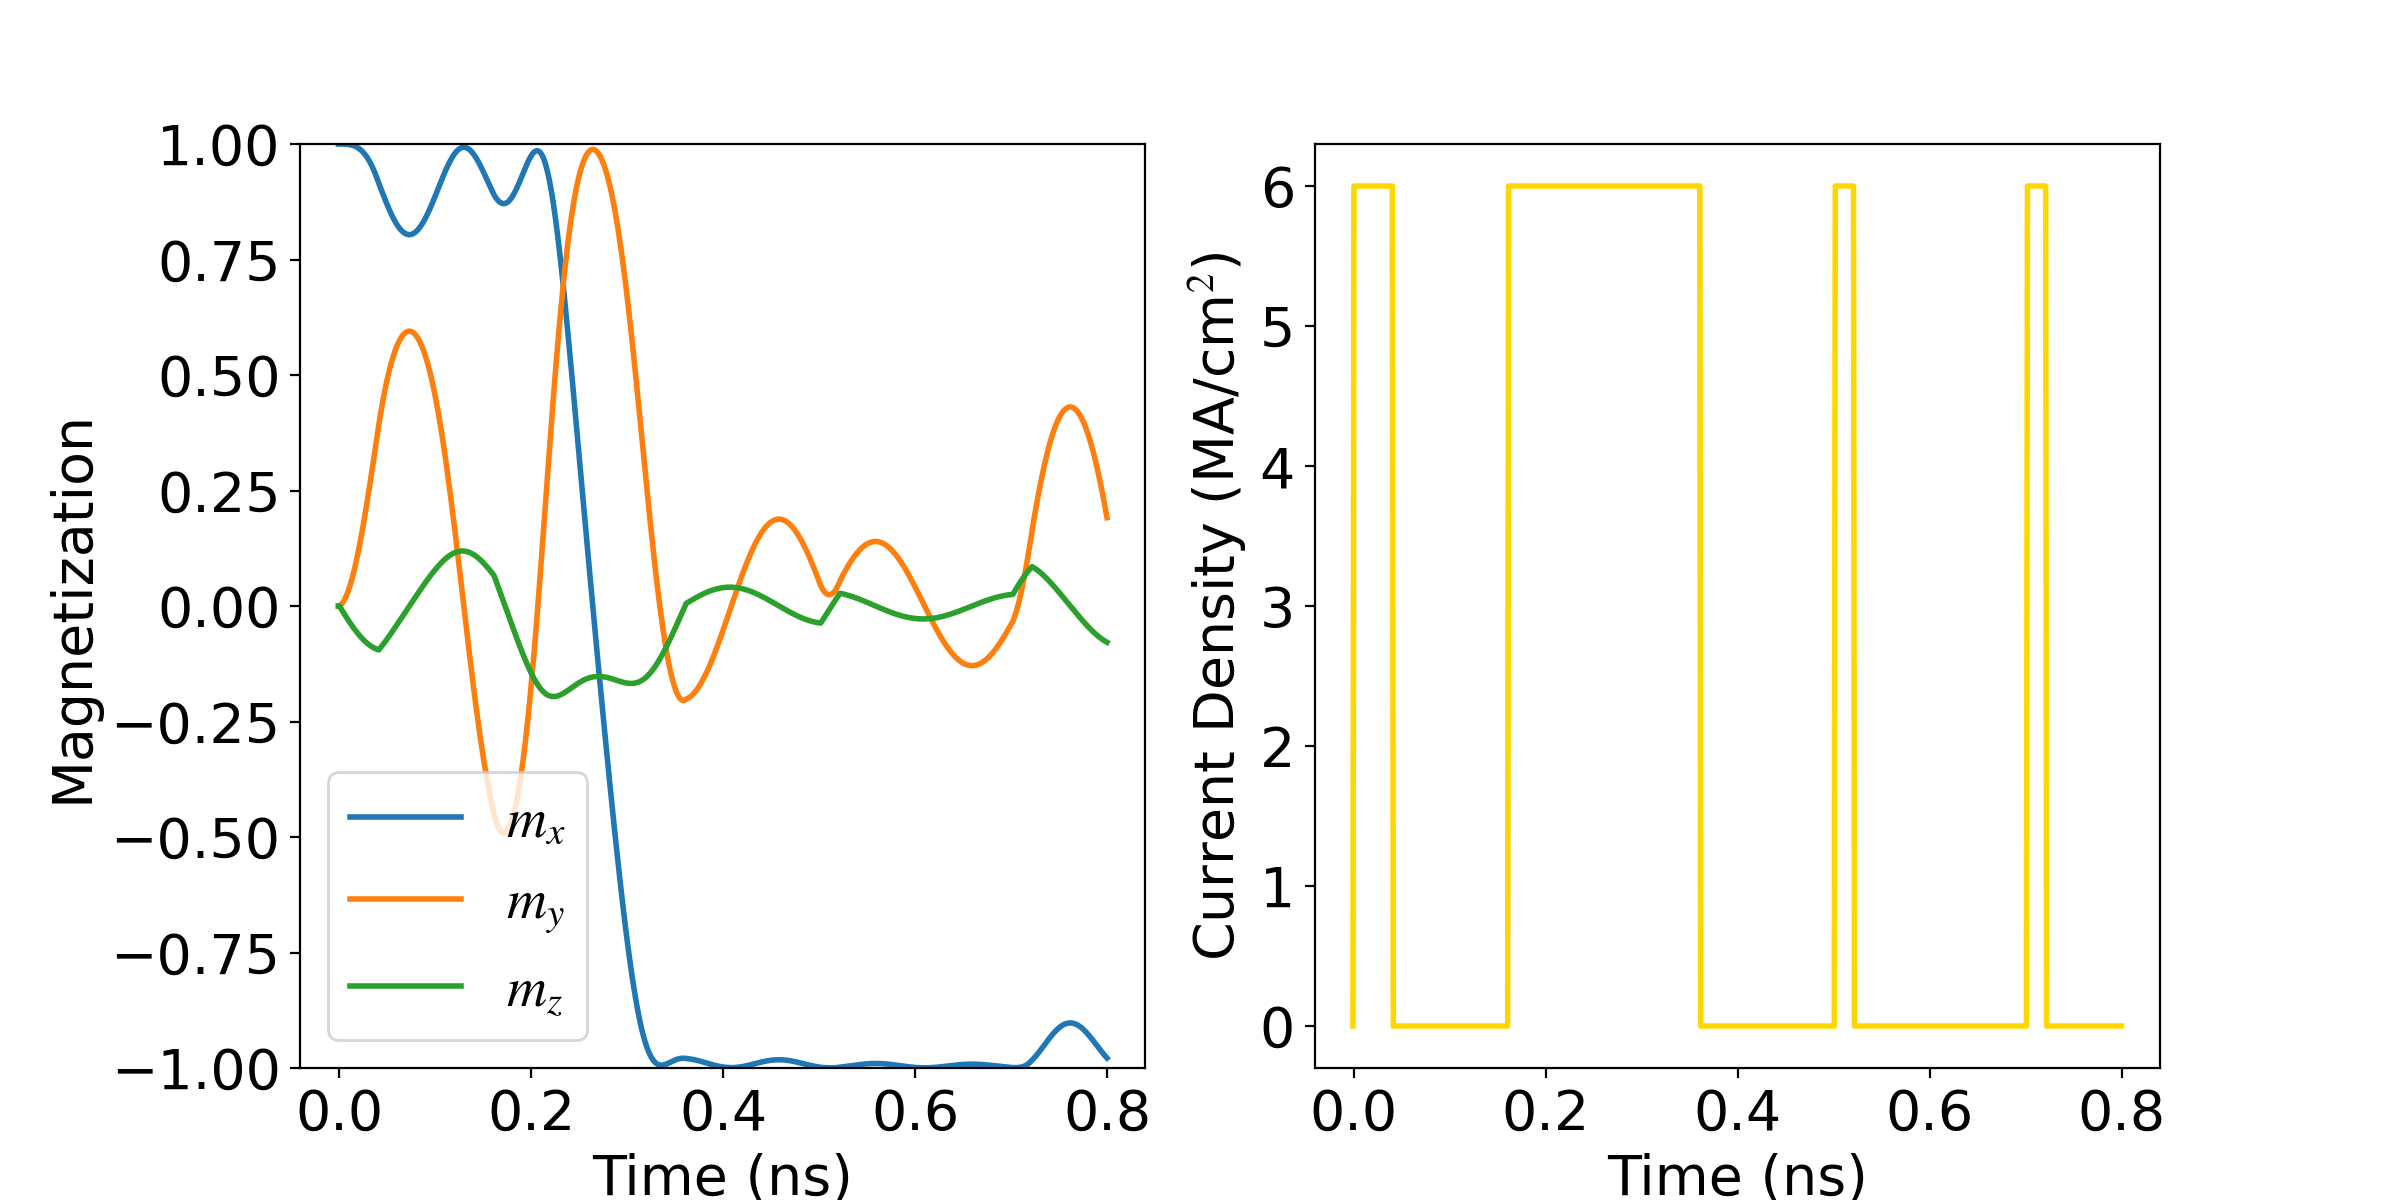 1.00
0.75
0.50
0.25
0.00
−0.25
−0.50
−0.75
−1.00
Magnetization
m_x
m_y
m_z
0.0 0.2 0.4 0.6 0.8
Time (ns)
6
5
4
3
2
1
0
Current Density (MA/cm²)
0.0 0.2 0.4 0.6 0.8
Time (ns)